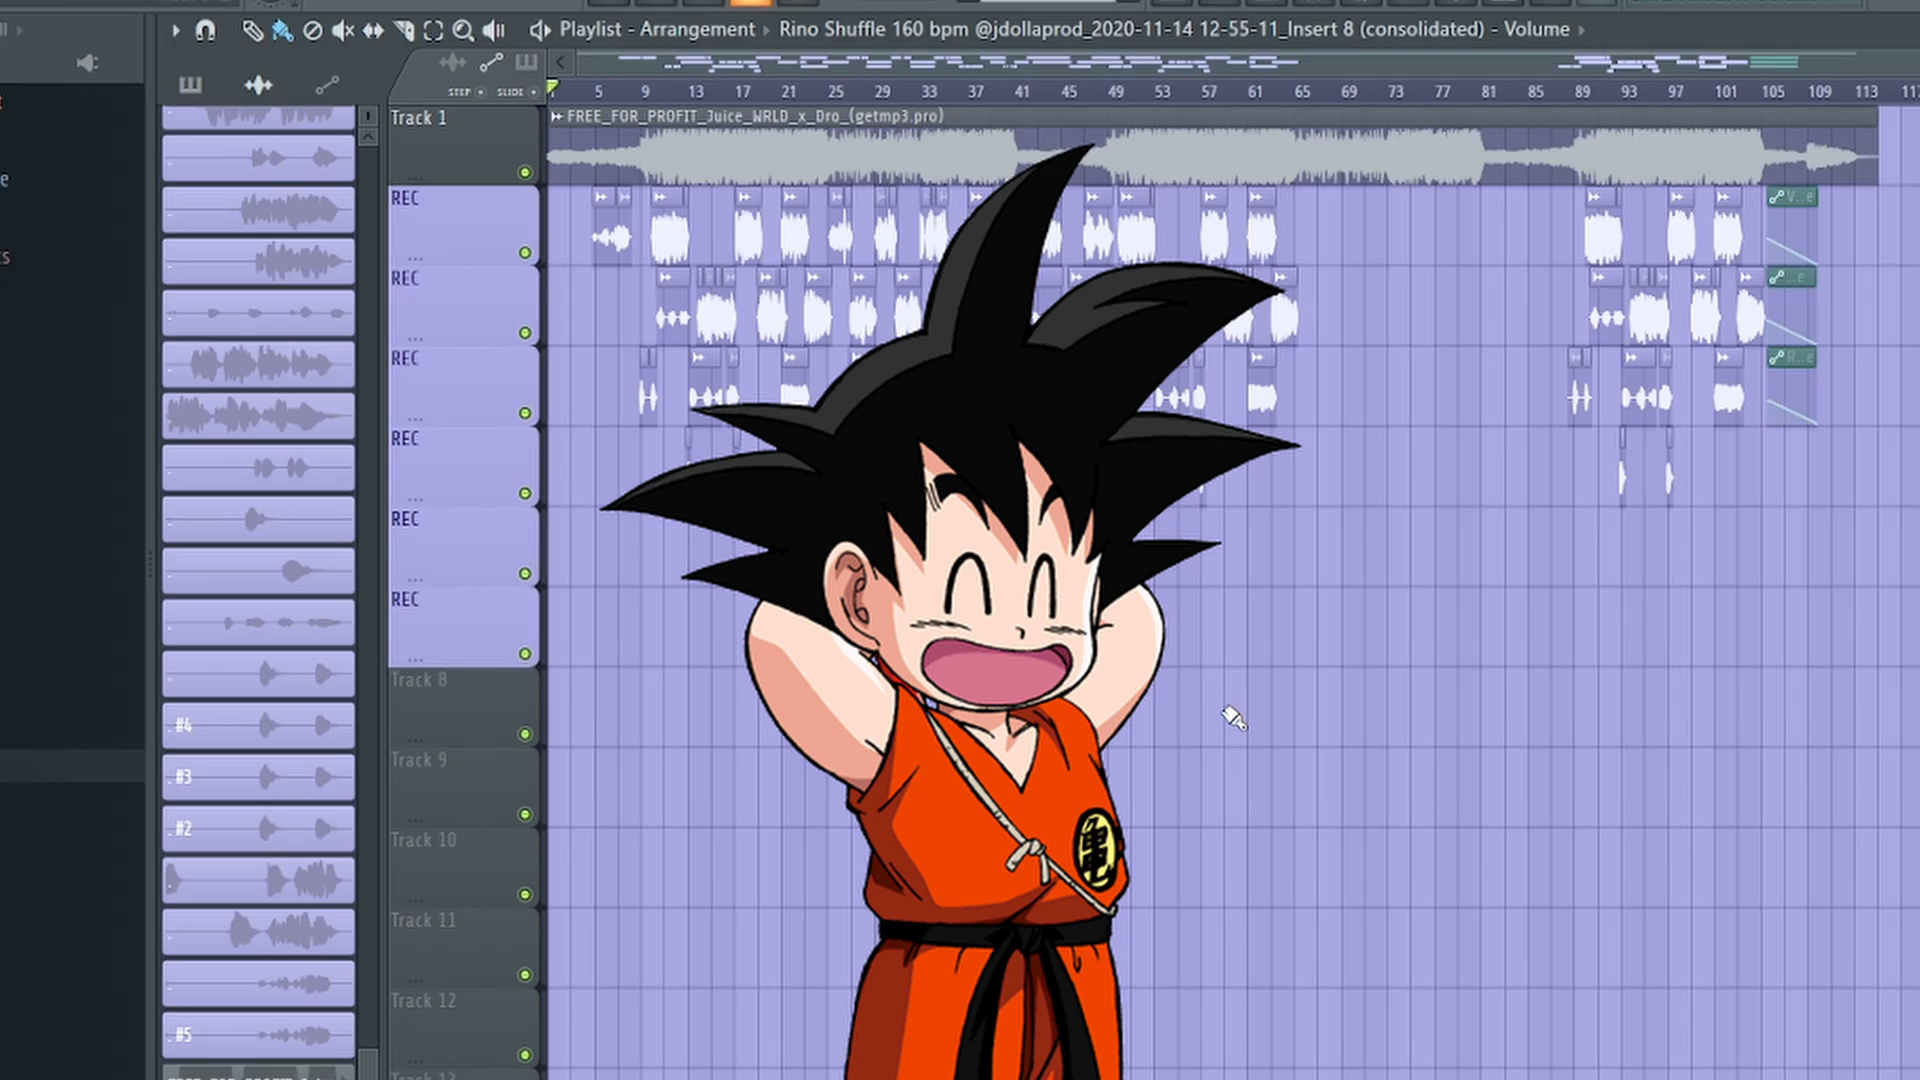 Playlist - Arrangement › Rino Shuffle 160 bpm @jdollaprod_2020-11-14 12-55-11_Insert 8 (consolidated) - Volume ›
STEP SLIDE
5 9 13 17 21 25 29 33 37 41 45 49 53 57 61 65 69 73 77 81 85 89 93 97 101 105 109 113
Track 1
FREE_FOR_PROFIT_Juice_WRLD_x_Dro_(getmp3.pro)
REC
REC
REC
REC
REC
REC
Track 8
Track 9
Track 10
Track 11
Track 12
#4
#3
#2
#5
亀